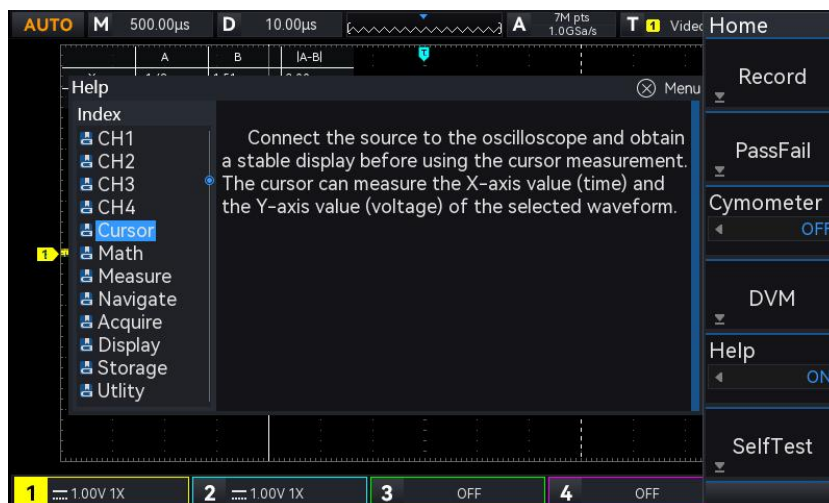 AUTO M 500.00μs D 10.00μs A 7M pts 1.0GSa/s T 1 Video
Home
A B |A-B|
T
Help Menu
Index
CH1
CH2
CH3
CH4
Cursor
Math
Measure
Navigate
Acquire
Display
Storage
Utlity
Connect the source to the oscilloscope and obtain
a stable display before using the cursor measurement.
The cursor can measure the X-axis value (time) and
the Y-axis value (voltage) of the selected waveform.
1
Record
PassFail
Cymometer
OFF
DVM
Help
ON
SelfTest
1 1.00V 1X 2 1.00V 1X 3 OFF 4 OFF